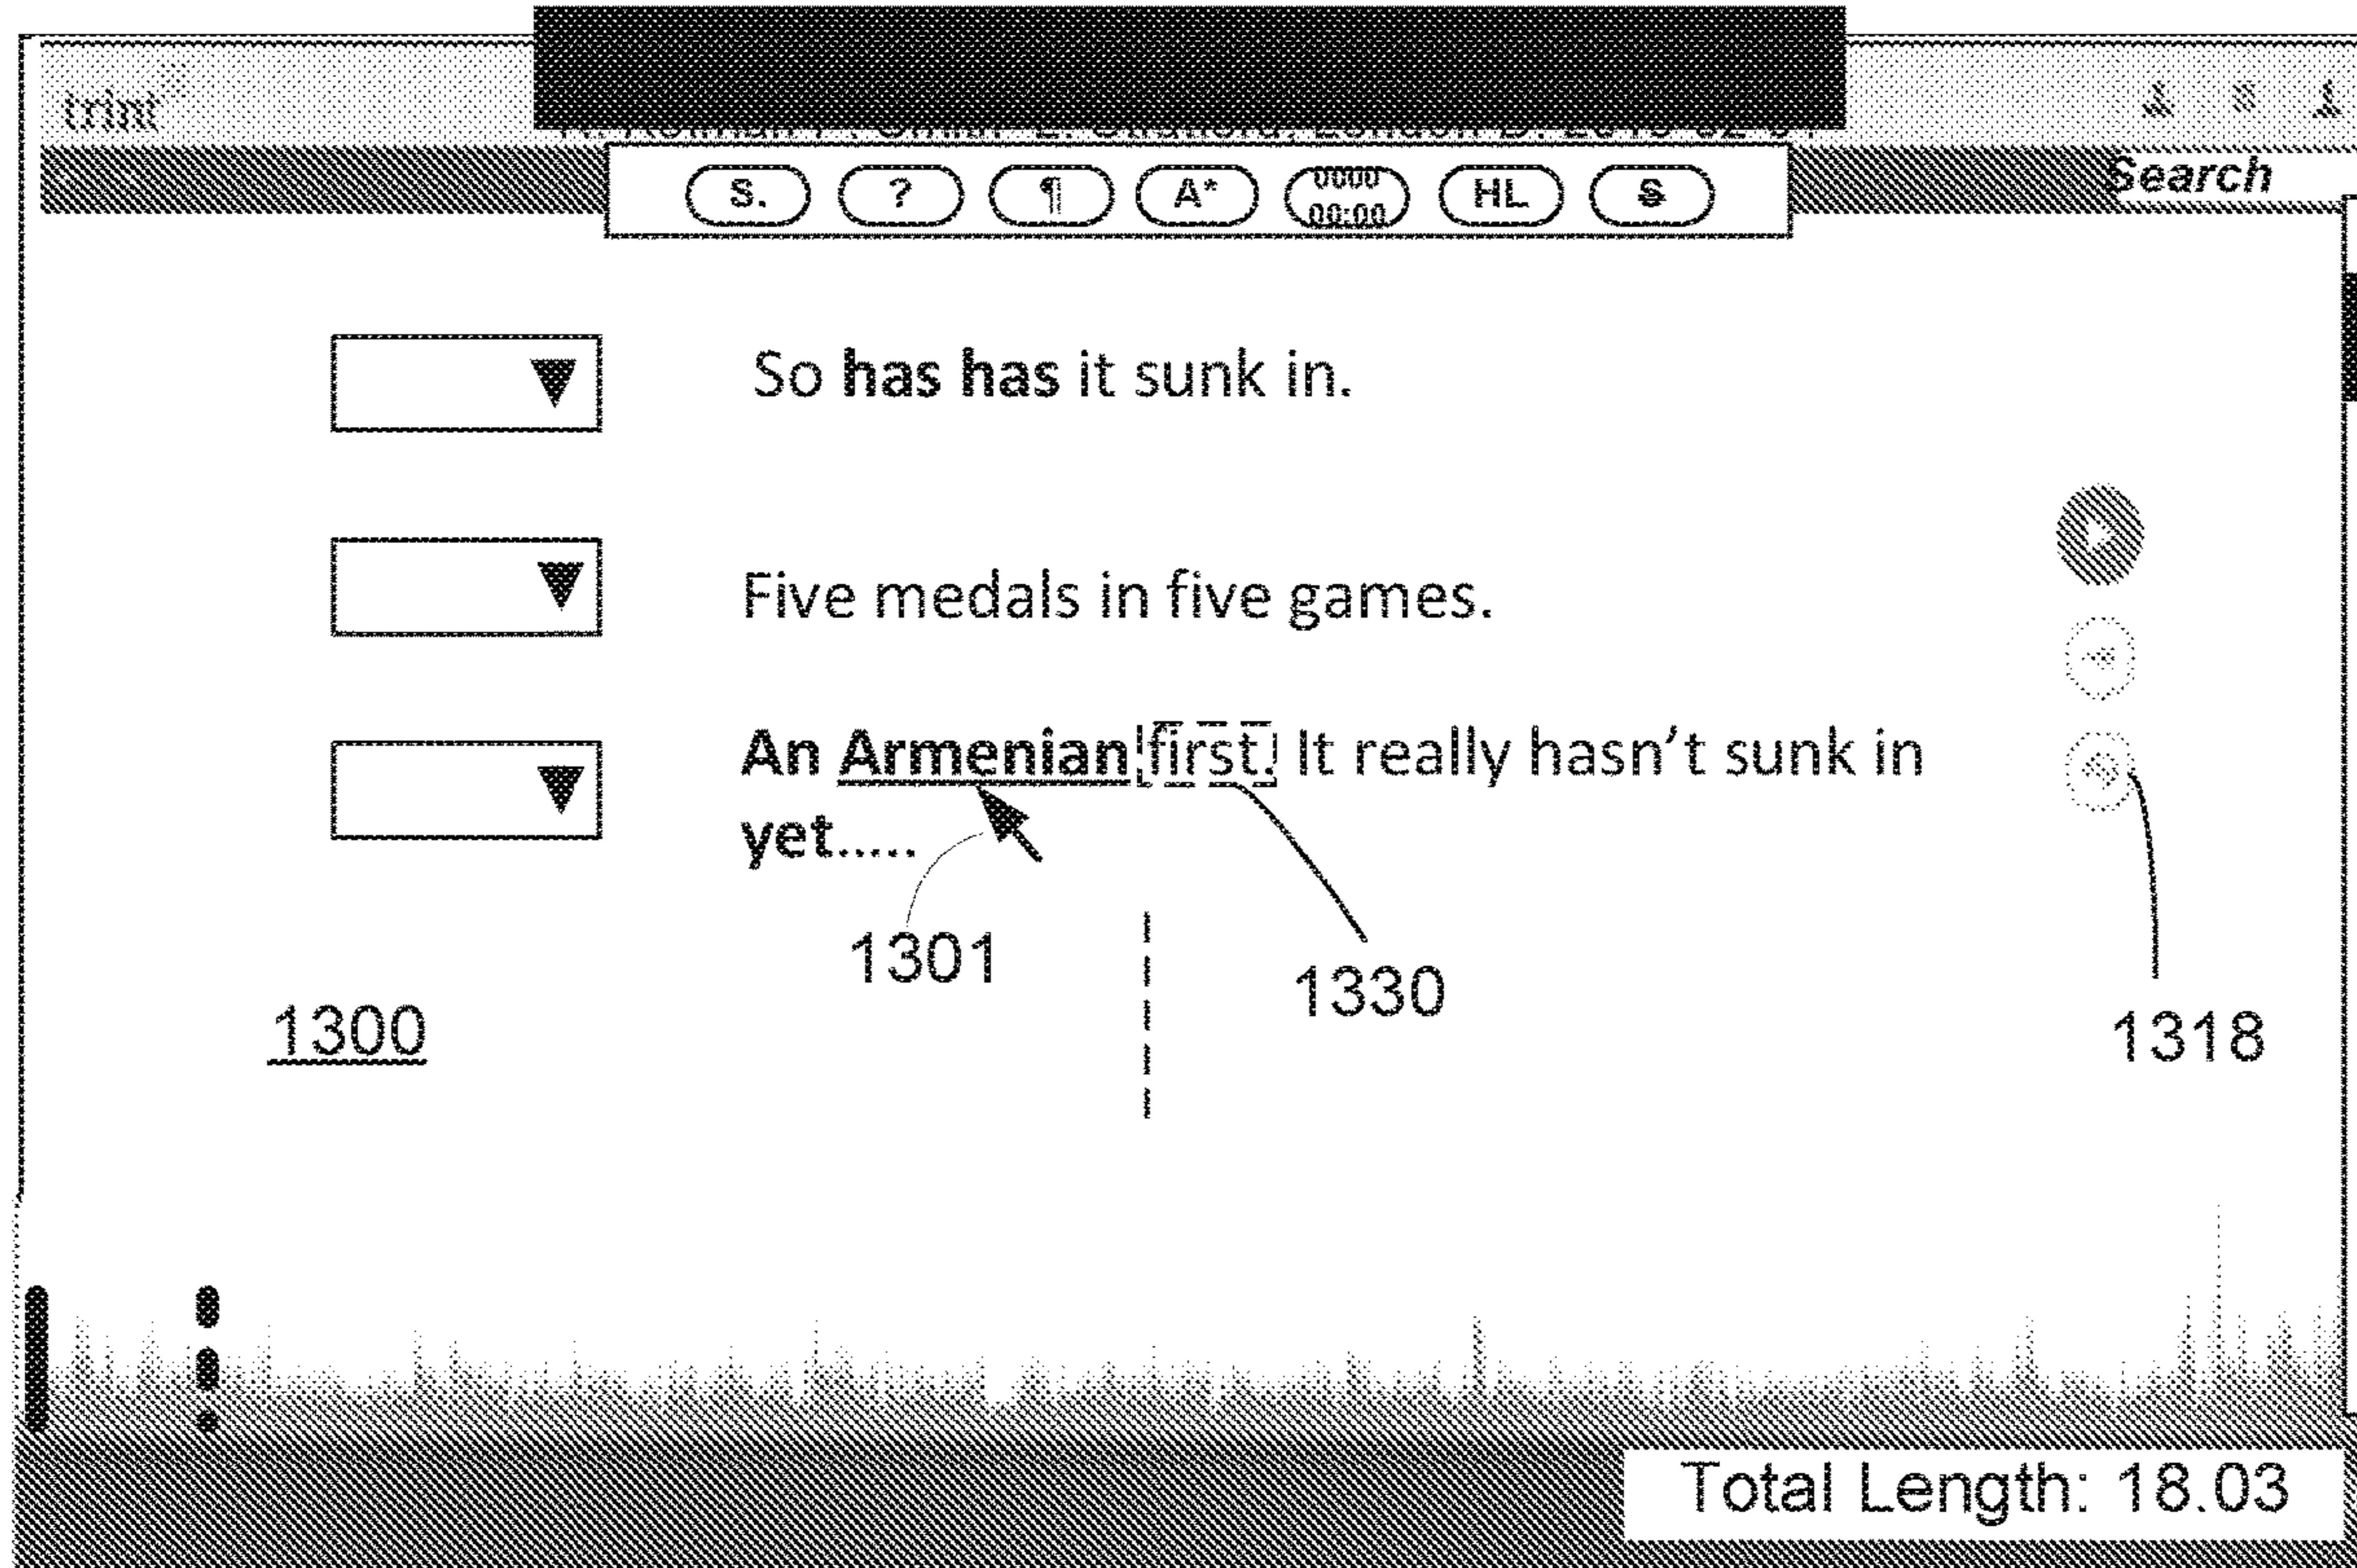 trint
Search
S. ? ¶ A* 0000 00:00 HL S
So has has it sunk in.
Five medals in five games.
An Armenian first. It really hasn't sunk in
yet.....
1301
1330
1300
1318
Total Length: 18.03